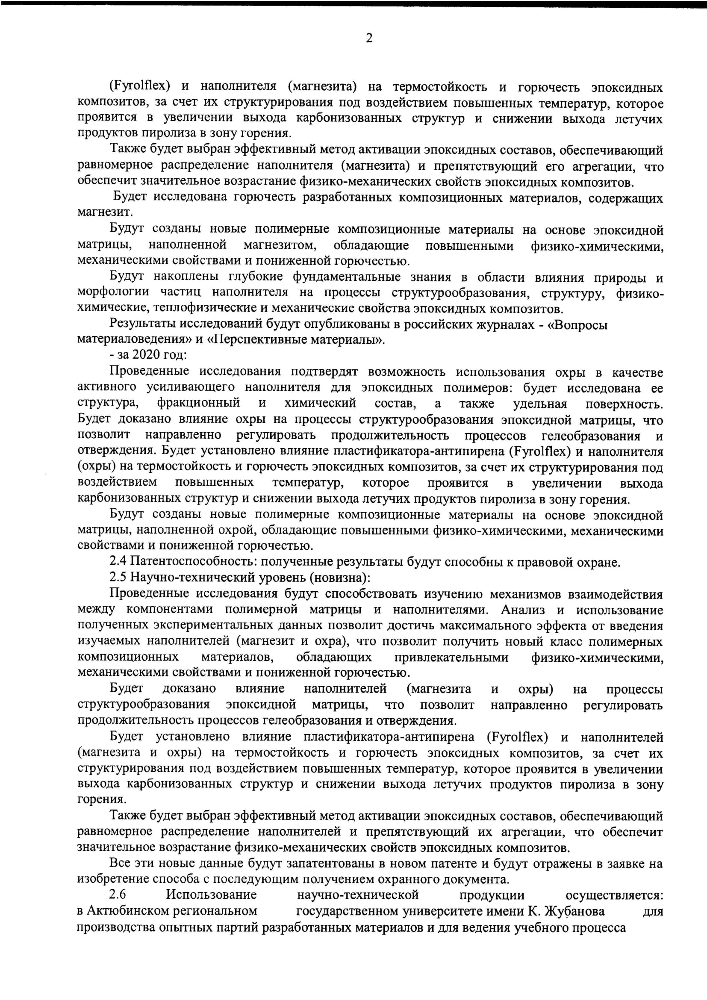 2
(Fyrolflex) и наполнителя (магнезита) на термостойкость и горючесть эпоксидных
композитов, за счет их структурирования под воздействием повышенных температур, которое
проявится в увеличении выхода карбонизованных структур и снижении выхода летучих
продуктов пиролиза в зону горения.
Также будет выбран эффективный метод активации эпоксидных составов, обеспечивающий
равномерное распределение наполнителя (магнезита) и препятствующий его агрегации, что
обеспечит значительное возрастание физико-механических свойств эпоксидных композитов.
Будет исследована горючесть разработанных композиционных материалов, содержащих
магнезит.
Будут созданы новые полимерные композиционные материалы на основе эпоксидной
матрицы, наполненной магнезитом, обладающие повышенными физико-химическими,
механическими свойствами и пониженной горючестью.
Будут накоплены глубокие фундаментальные знания в области влияния природы и
морфологии частиц наполнителя на процессы структурообразования, структуру, физико-
химические, теплофизические и механические свойства эпоксидных композитов.
Результаты исследований будут опубликованы в российских журналах - «Вопросы
материаловедения» и «Перспективные материалы».
- за 2020 год:
Проведенные исследования подтвердят возможность использования охры в качестве
активного усиливающего наполнителя для эпоксидных полимеров: будет исследована ее
структура, фракционный и химический состав, а также удельная поверхность.
Будет доказано влияние охры на процессы структурообразования эпоксидной матрицы, что
позволит направленно регулировать продолжительность процессов гелеобразования и
отверждения. Будет установлено влияние пластификатора-антипирена (Fyrolflex) и наполнителя
(охры) на термостойкость и горючесть эпоксидных композитов, за счет их структурирования под
воздействием повышенных температур, которое проявится в увеличении выхода
карбонизованных структур и снижении выхода летучих продуктов пиролиза в зону горения.
Будут созданы новые полимерные композиционные материалы на основе эпоксидной
матрицы, наполненной охрой, обладающие повышенными физико-химическими, механическими
свойствами и пониженной горючестью.
2.4 Патентоспособность: полученные результаты будут способны к правовой охране.
2.5 Научно-технический уровень (новизна):
Проведенные исследования будут способствовать изучению механизмов взаимодействия
между компонентами полимерной матрицы и наполнителями. Анализ и использование
полученных экспериментальных данных позволит достичь максимального эффекта от введения
изучаемых наполнителей (магнезит и охра), что позволит получить новый класс полимерных
композиционных материалов, обладающих привлекательными физико-химическими,
механическими свойствами и пониженной горючестью.
Будет доказано влияние наполнителей (магнезита и охры) на процессы
структурообразования эпоксидной матрицы, что позволит направленно регулировать
продолжительность процессов гелеобразования и отверждения.
Будет установлено влияние пластификатора-антипирена (Fyrolflex) и наполнителей
(магнезита и охры) на термостойкость и горючесть эпоксидных композитов, за счет их
структурирования под воздействием повышенных температур, которое проявится в увеличении
выхода карбонизованных структур и снижении выхода летучих продуктов пиролиза в зону
горения.
Также будет выбран эффективный метод активации эпоксидных составов, обеспечивающий
равномерное распределение наполнителей и препятствующий их агрегации, что обеспечит
значительное возрастание физико-механических свойств эпоксидных композитов.
Все эти новые данные будут запатентованы в новом патенте и будут отражены в заявке на
изобретение способа с последующим получением охранного документа.
2.6 Использование научно-технической продукции осуществляется:
в Актюбинском региональном государственном университете имени К. Жубанова для
производства опытных партий разработанных материалов и для ведения учебного процесса